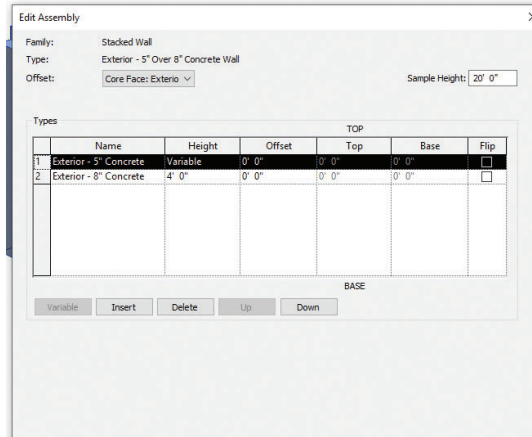 Edit Assembly
Family: Stacked Wall
Type: Exterior - 5" Over 8" Concrete Wall
Offset: Core Face: Exterio Sample Height: 20' 0"
Types
TOP
Name Height Offset Top Base Flip
1 Exterior - 5" Concrete Variable 0' 0" 0' 0" 0' 0"
2 Exterior - 8" Concrete 4' 0" 0' 0" 0' 0" 0' 0"
BASE
Variable Insert Delete Up Down